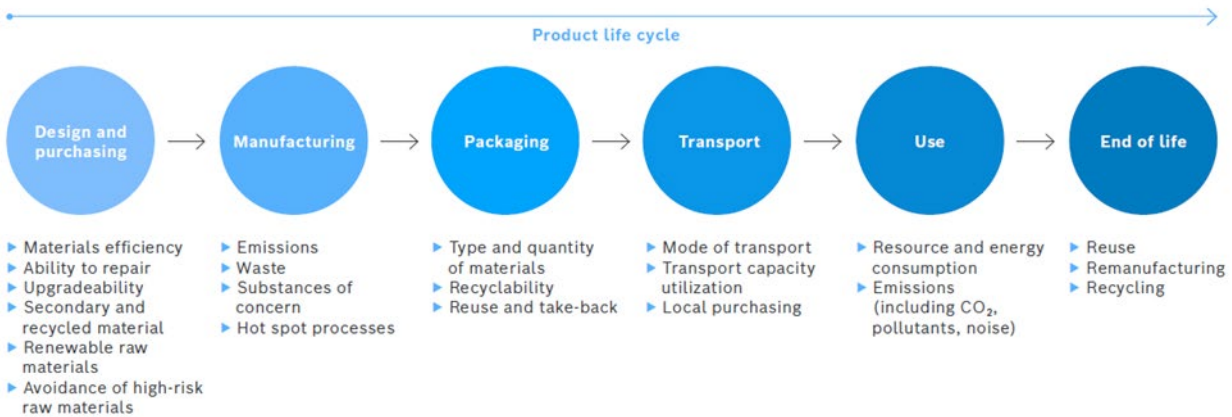 Product life cycle
Design and
purchasing
Manufacturing
Packaging
Transport
Use
End of life
Materials efficiency
Ability to repair
Upgradeability
Secondary and
recycled material
Renewable raw
materials
Avoidance of high-risk
raw materials
Emissions
Waste
Substances of
concern
Hot spot processes
Type and quantity
of materials
Recyclability
Reuse and take-back
Mode of transport
Transport capacity
utilization
Local purchasing
Resource and energy
consumption
Emissions
(including CO₂,
pollutants, noise)
Reuse
Remanufacturing
Recycling